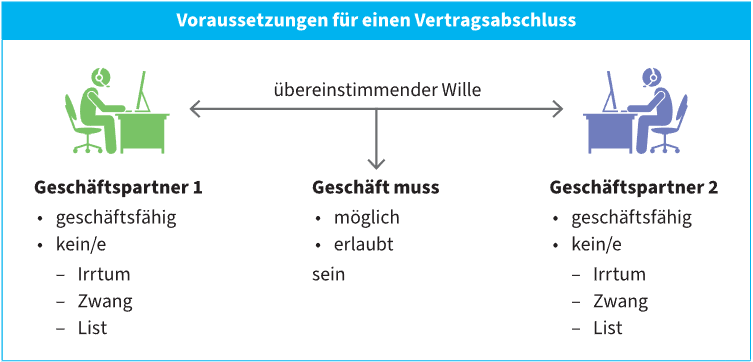 Voraussetzungen für einen Vertragsabschluss
übereinstimmender Wille
Geschäftspartner 1
• geschäftsfähig
• kein/e
– Irrtum
– Zwang
– List
Geschäft muss
• möglich
• erlaubt
sein
Geschäftspartner 2
• geschäftsfähig
• kein/e
– Irrtum
– Zwang
– List